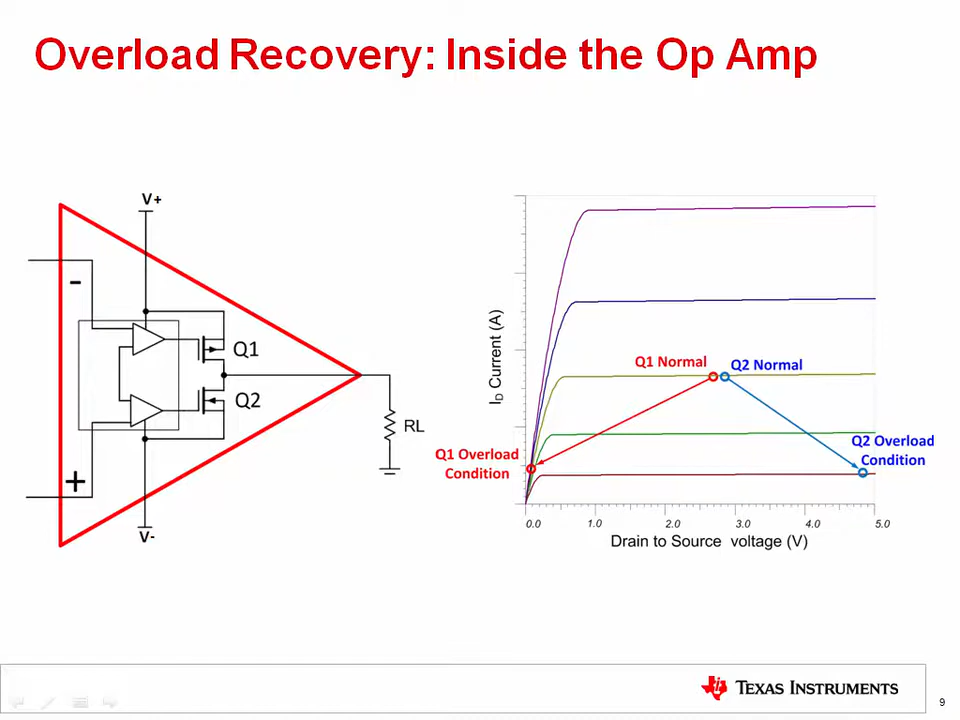 Overload Recovery: Inside the Op Amp
V+
-
Q1
Q2
RL
+
V-
I_D Current (A)
Q1 Normal
Q2 Normal
Q1 Overload
Condition
Q2 Overload
Condition
0.0 1.0 2.0 3.0 4.0 5.0
Drain to Source voltage (V)
TEXAS INSTRUMENTS
9